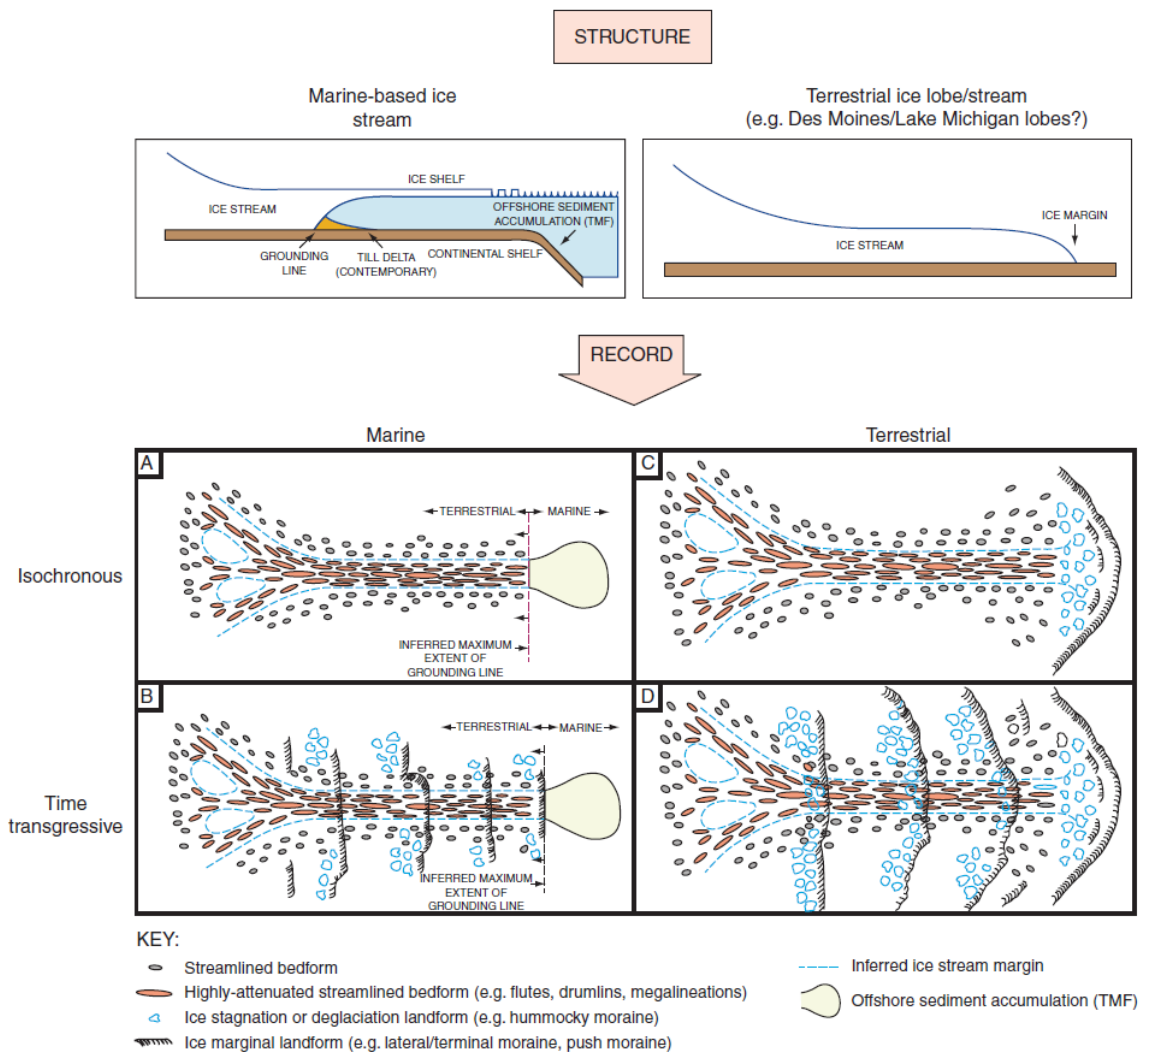 STRUCTURE
Marine-based ice
stream
Terrestrial ice lobe/stream
(e.g. Des Moines/Lake Michigan lobes?)
ICE SHELF
ICE STREAM
OFFSHORE SEDIMENT
ACCUMULATION (TMF)
GROUNDING
LINE
TILL DELTA
(CONTEMPORARY)
CONTINENTAL SHELF
ICE MARGIN
ICE STREAM
RECORD
Marine
Terrestrial
Isochronous
A
TERRESTRIAL
MARINE
INFERRED MAXIMUM
EXTENT OF
GROUNDING LINE
C
Time
transgressive
B
TERRESTRIAL
MARINE
INFERRED MAXIMUM
EXTENT OF
GROUNDING LINE
D
KEY:
Streamlined bedform
Highly-attenuated streamlined bedform (e.g. flutes, drumlins, megalineations)
Ice stagnation or deglaciation landform (e.g. hummocky moraine)
Ice marginal landform (e.g. lateral/terminal moraine, push moraine)
Inferred ice stream margin
Offshore sediment accumulation (TMF)